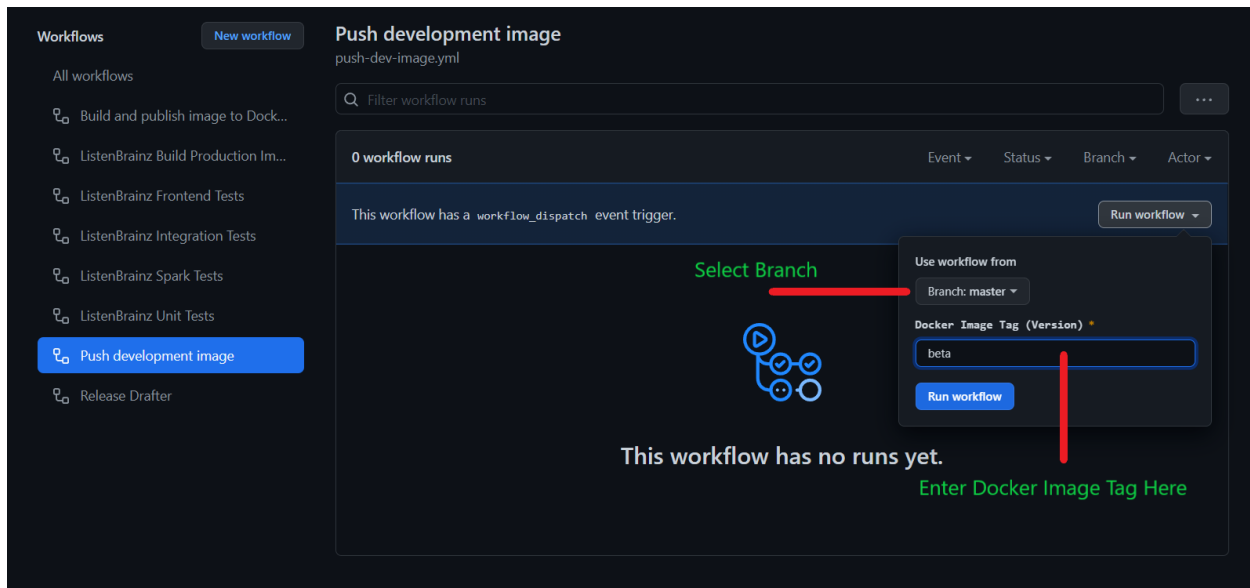 Workflows
New workflow
All workflows
Build and publish image to Dock...
ListenBrainz Build Production Im...
ListenBrainz Frontend Tests
ListenBrainz Integration Tests
ListenBrainz Spark Tests
ListenBrainz Unit Tests
Push development image
Release Drafter
Push development image
push-dev-image.yml
Filter workflow runs
0 workflow runs
Event
Status
Branch
Actor
This workflow has a workflow_dispatch event trigger.
Run workflow
Select Branch
Use workflow from
Branch: master
Docker Image Tag (Version) *
beta
Run workflow
This workflow has no runs yet.
Enter Docker Image Tag Here